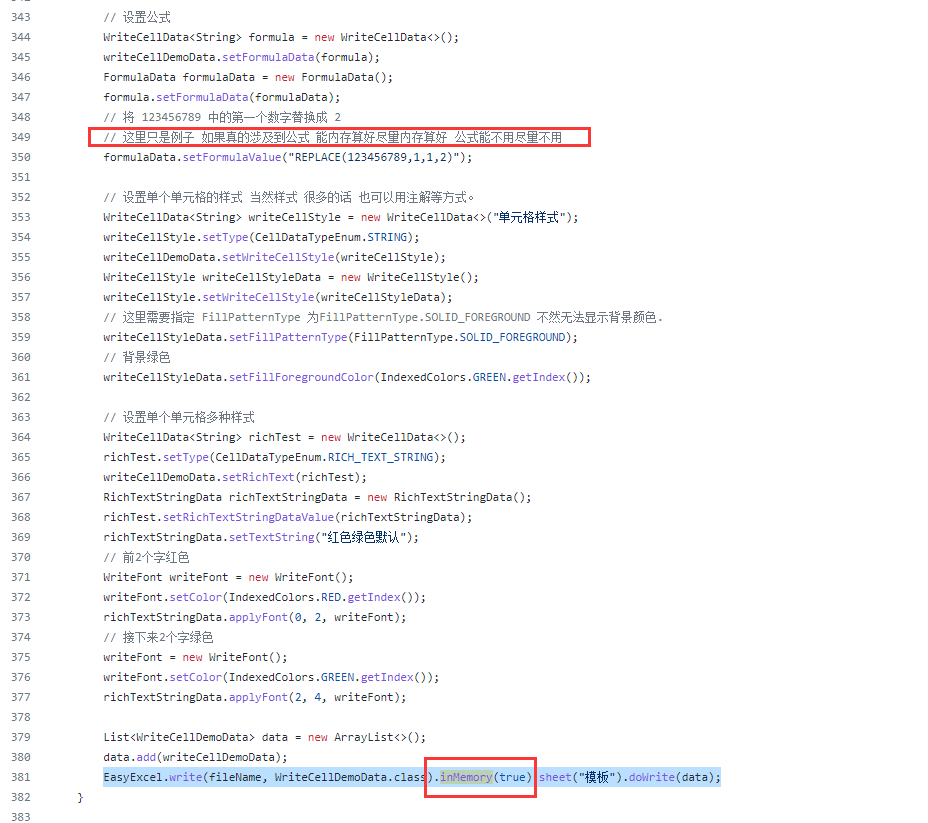 343 // 设置公式
344 WriteCellData<String> formula = new WriteCellData<>();
345 writeCellDemoData.setFormulaData(formula);
346 FormulaData formulaData = new FormulaData();
347 formula.setFormulaData(formulaData);
348 // 将 123456789 中的第一个数字替换成 2
349 // 这里只是例子 如果真的涉及到公式 能内存算好尽量内存算好 公式能不用尽量不用
350 formulaData.setFormulaValue("REPLACE(123456789,1,1,2)");
351
352 // 设置单个单元格的样式 当然样式 很多的话 也可以用注解等方式。
353 WriteCellData<String> writeCellStyle = new WriteCellData<>("单元格样式");
354 writeCellStyle.setType(CellDataTypeEnum.STRING);
355 writeCellDemoData.setWriteCellStyle(writeCellStyle);
356 WriteCellStyle writeCellStyleData = new WriteCellStyle();
357 writeCellStyle.setWriteCellStyle(writeCellStyleData);
358 // 这里需要指定 FillPatternType 为FillPatternType.SOLID_FOREGROUND 不然无法显示背景颜色.
359 writeCellStyleData.setFillPatternType(FillPatternType.SOLID_FOREGROUND);
360 // 背景绿色
361 writeCellStyleData.setFillForegroundColor(IndexedColors.GREEN.getIndex());
362
363 // 设置单个单元格多种样式
364 WriteCellData<String> richTest = new WriteCellData<>();
365 richTest.setType(CellDataTypeEnum.RICH_TEXT_STRING);
366 writeCellDemoData.setRichText(richTest);
367 RichTextStringData richTextStringData = new RichTextStringData();
368 richTest.setRichTextStringDataValue(richTextStringData);
369 richTextStringData.setTextString("红色绿色默认");
370 // 前2个字红色
371 WriteFont writeFont = new WriteFont();
372 writeFont.setColor(IndexedColors.RED.getIndex());
373 richTextStringData.applyFont(0, 2, writeFont);
374 // 接下来2个字绿色
375 writeFont = new WriteFont();
376 writeFont.setColor(IndexedColors.GREEN.getIndex());
377 richTextStringData.applyFont(2, 4, writeFont);
378
379 List<WriteCellDemoData> data = new ArrayList<>();
380 data.add(writeCellDemoData);
381 EasyExcel.write(fileName, WriteCellDemoData.class).inMemory(true).sheet("模板").doWrite(data);
382 }
383